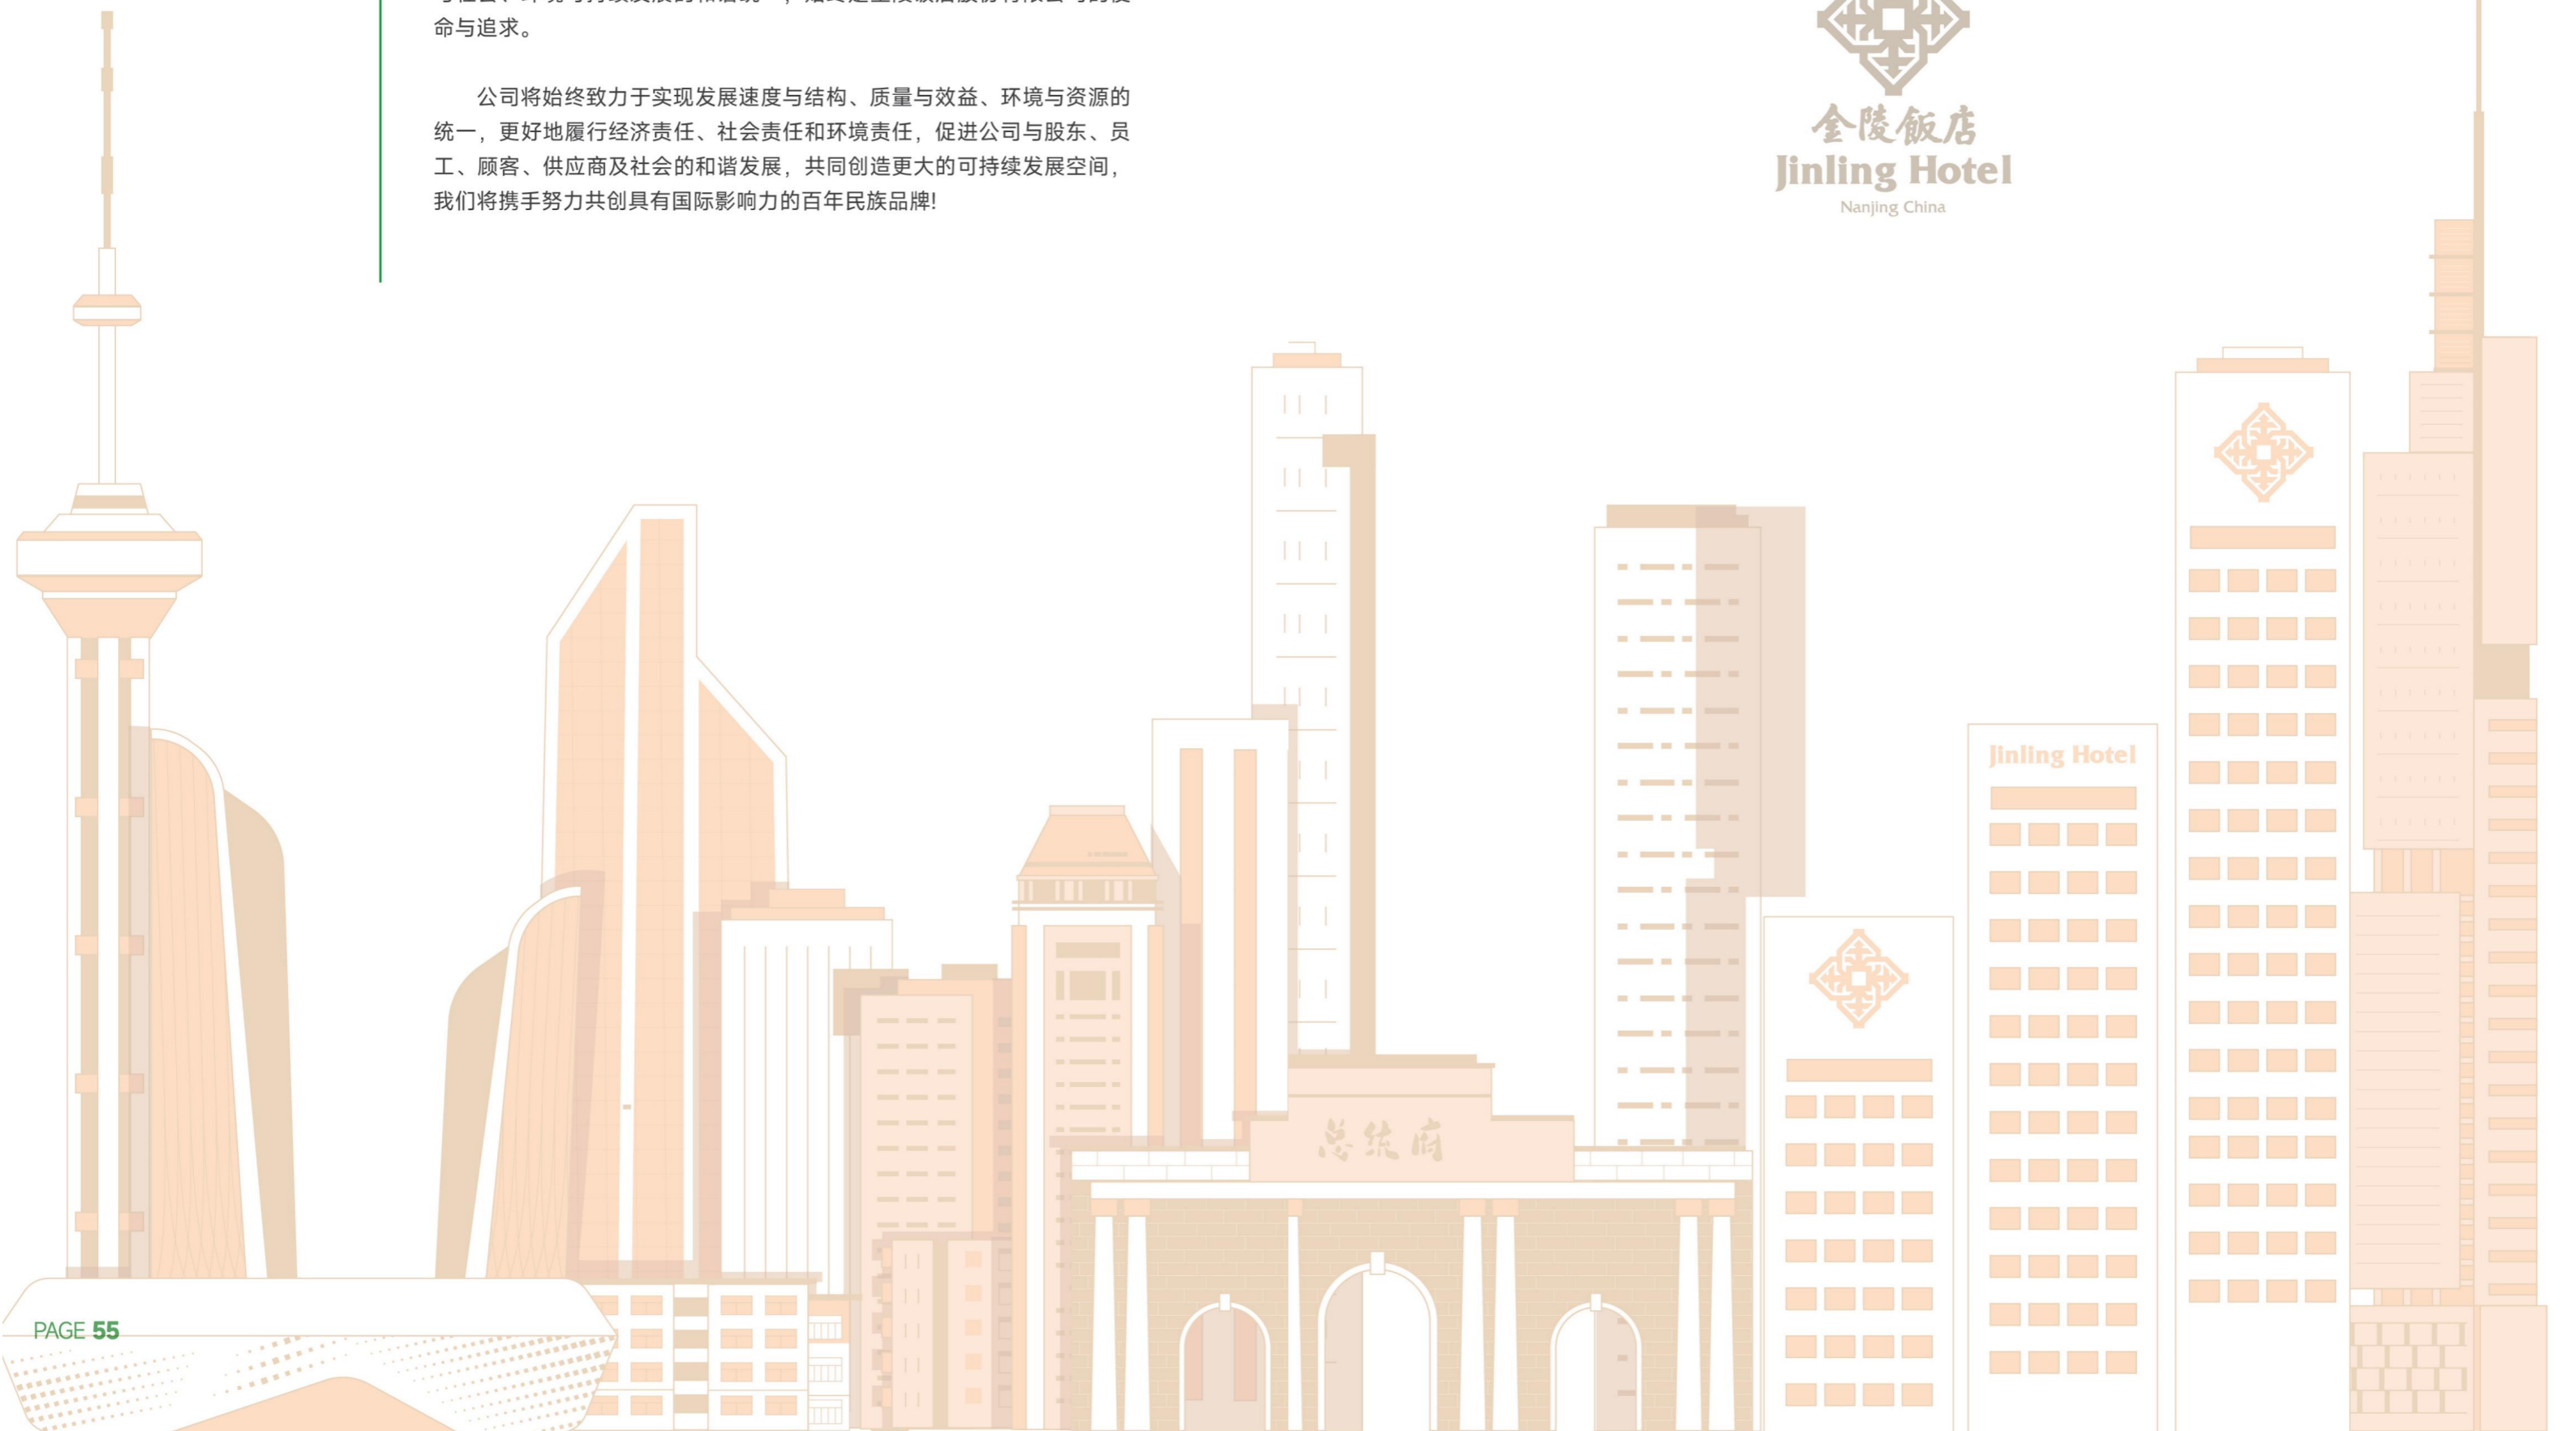 命与追求。
公司将始终致力于实现发展速度与结构、质量与效益、环境与资源的
统一，更好地履行经济责任、社会责任和环境责任，促进公司与股东、员
工、顾客、供应商及社会的和谐发展，共同创造更大的可持续发展空间，
我们将携手努力共创具有国际影响力的百年民族品牌!
金陵飯店
Jinling Hotel
Nanjing China
Jinling Hotel
总统府
PAGE 55